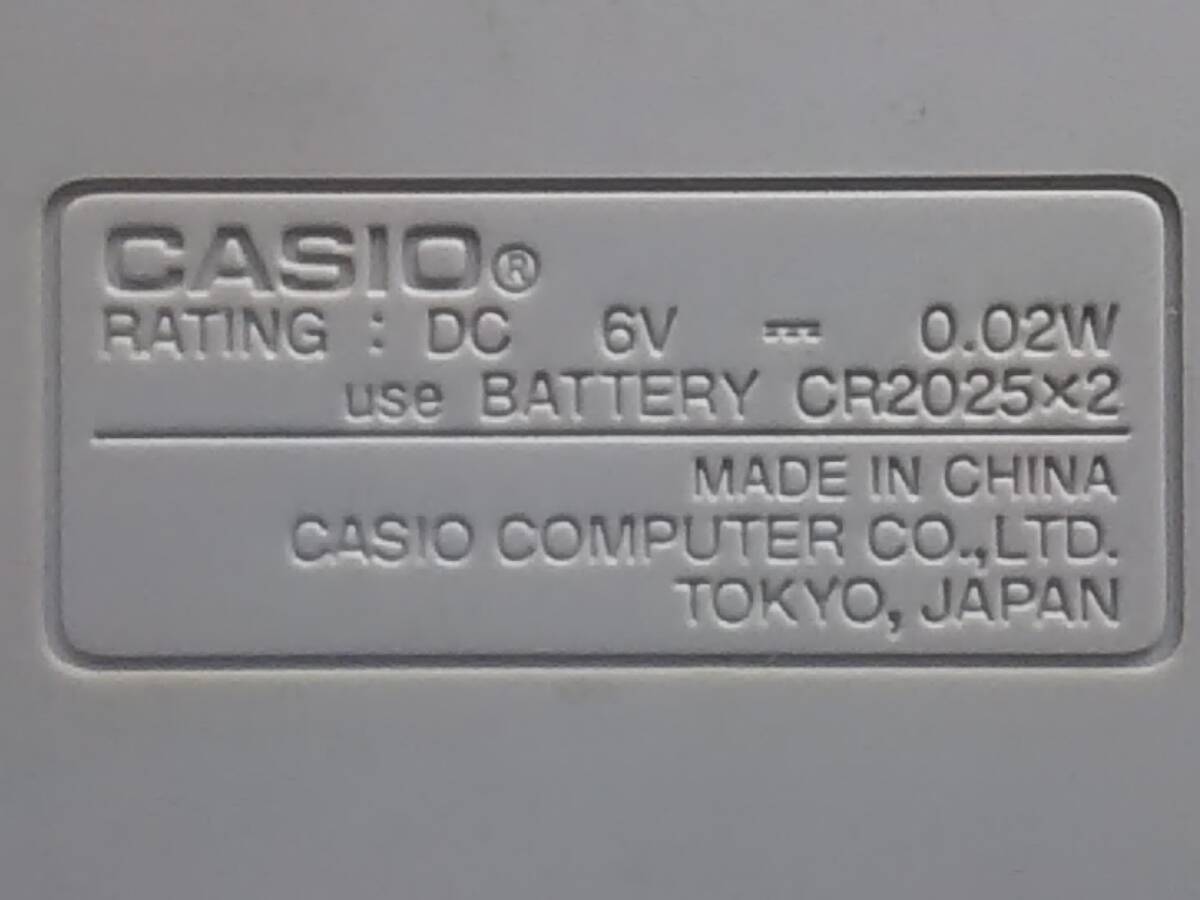 CASIO®
RATING : DC 6V ⎓ 0.02W
use BATTERY CR2025×2
MADE IN CHINA
CASIO COMPUTER CO.,LTD.
TOKYO, JAPAN